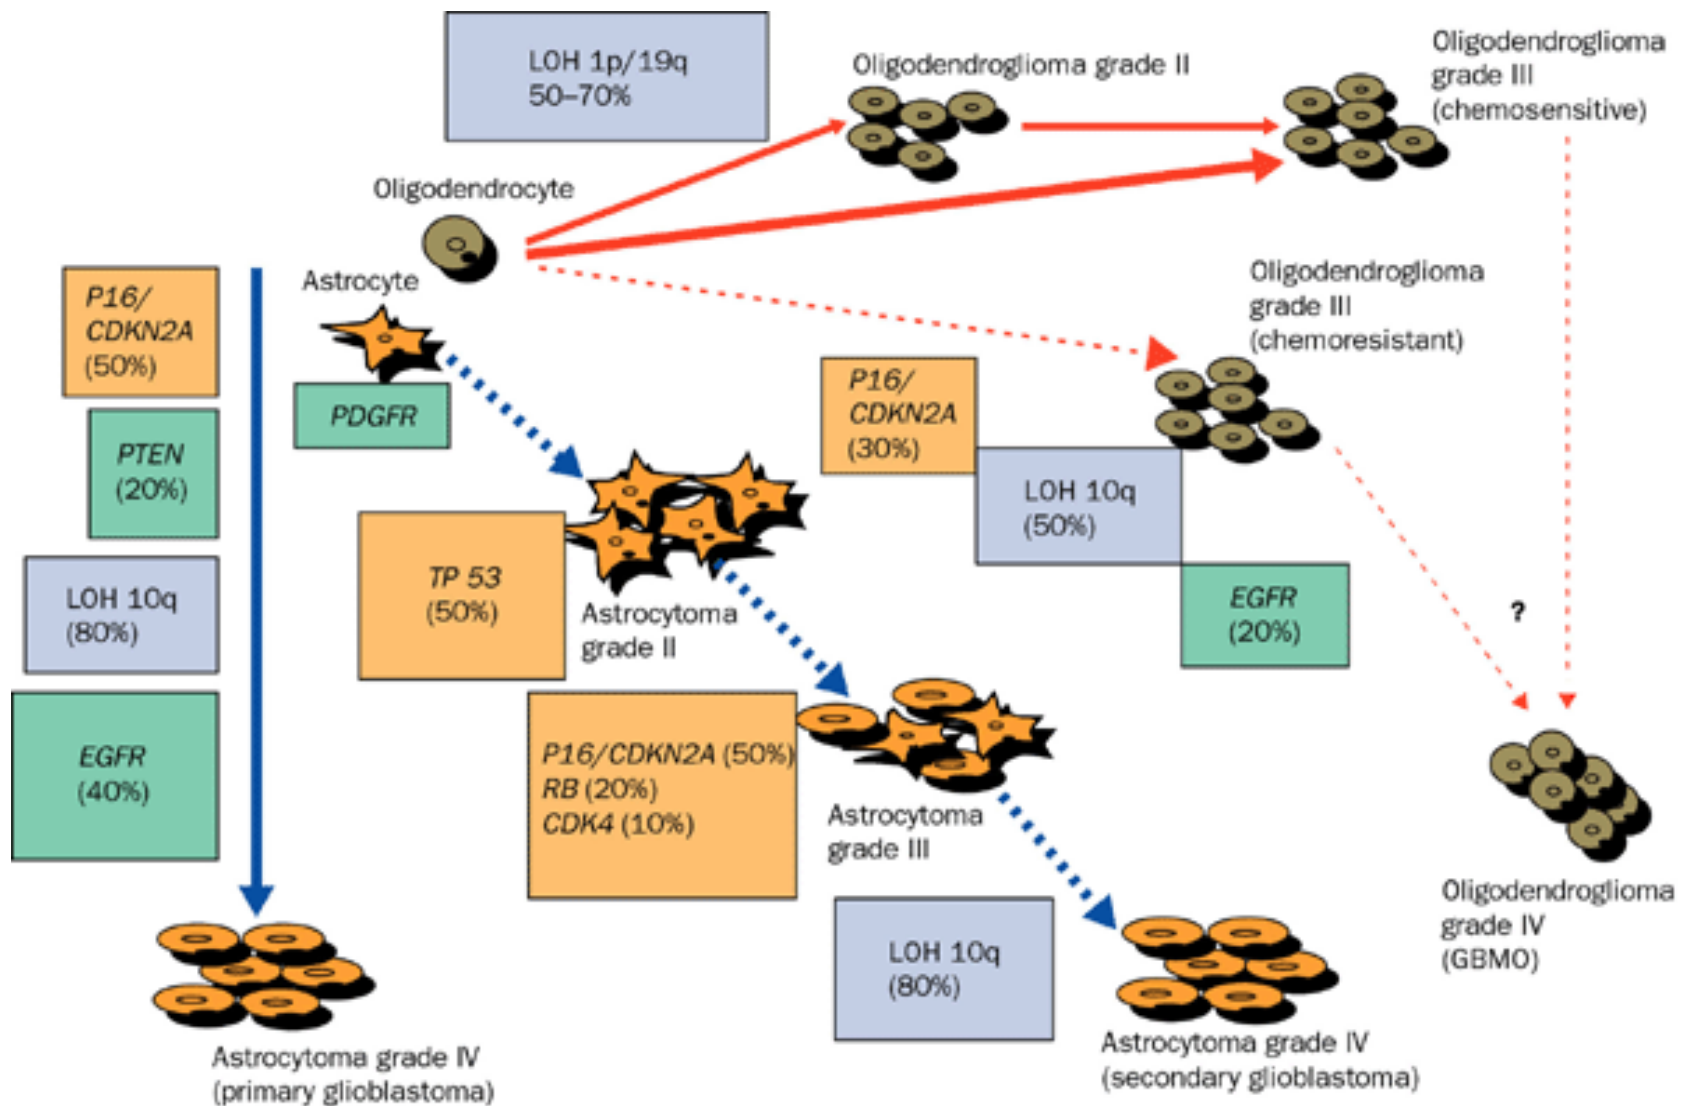 LOH 1p/19q
50–70%
Oligodendroglioma grade II
Oligodendroglioma
grade III
(chemosensitive)
Oligodendrocyte
Astrocyte
P16/
CDKN2A
(50%)
PTEN
(20%)
LOH 10q
(80%)
EGFR
(40%)
PDGFR
Oligodendroglioma
grade III
(chemoresistant)
P16/
CDKN2A
(30%)
LOH 10q
(50%)
EGFR
(20%)
?
TP 53
(50%)
Astrocytoma
grade II
P16/CDKN2A (50%)
RB (20%)
CDK4 (10%)
Astrocytoma
grade III
LOH 10q
(80%)
Oligodendroglioma
grade IV
(GBMO)
Astrocytoma grade IV
(primary glioblastoma)
Astrocytoma grade IV
(secondary glioblastoma)